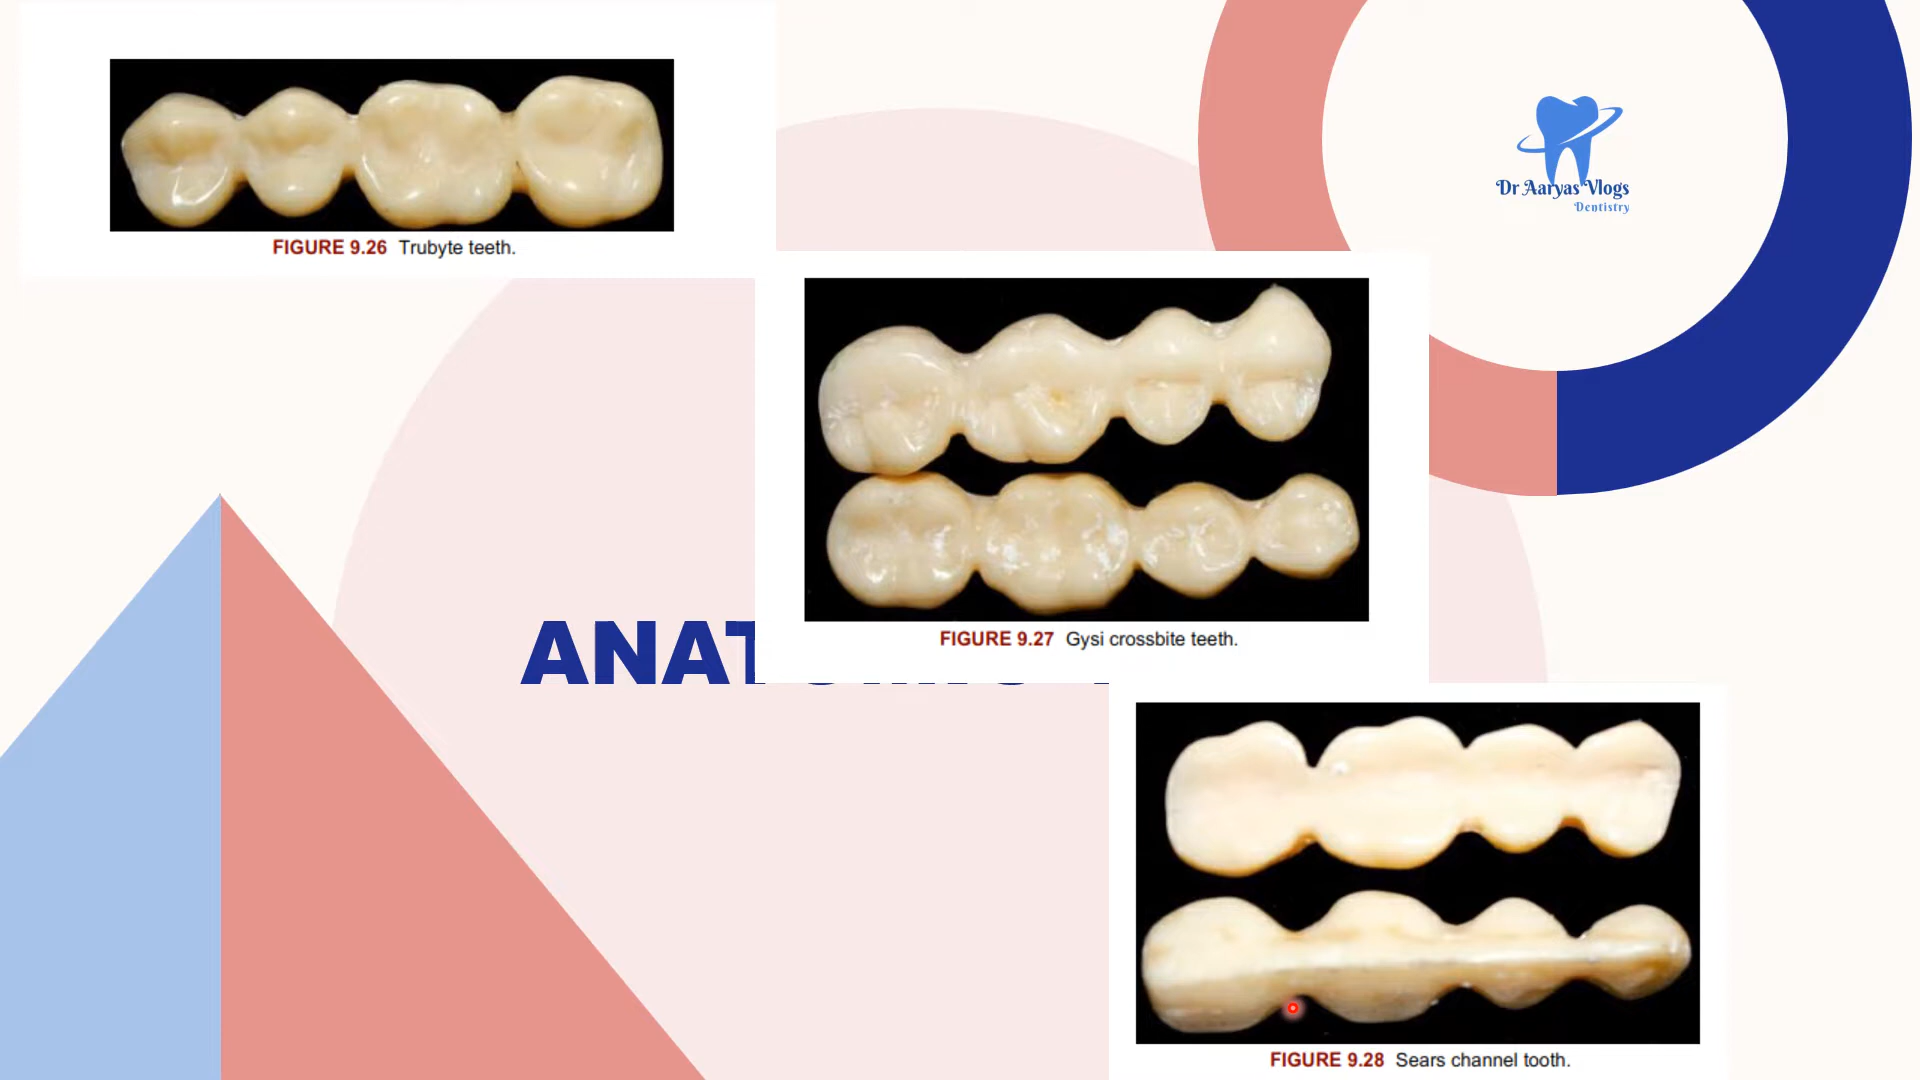 FIGURE 9.26 Trubyte teeth.
Dr Aaryas Vlogs
Dentistry
FIGURE 9.27 Gysi crossbite teeth.
FIGURE 9.28 Sears channel tooth.